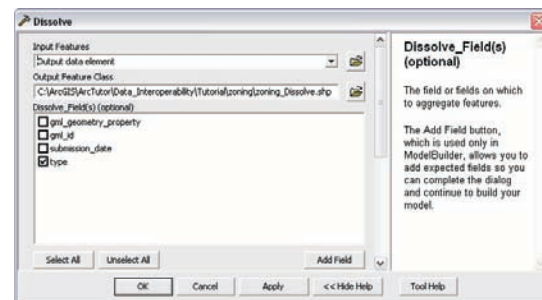 Dissolve
Input Features
Output data element
Output Feature Class
C:\ArcGIS\ArcTutor\Data_Interoperability\Tutorial\zoning\zoning_Dissolve.shp
Dissolve_Field(s) (optional)
gml_geometry_property
gml_id
submission_date
type
Select All
Unselect All
Add Field
OK
Cancel
Apply
<< Hide Help
Tool Help
Dissolve_Field(s)
(optional)
The field or fields on which
to aggregate features.
The Add Field button,
which is used only in
ModelBuilder, allows you to
add expected fields so you
can complete the dialog
and continue to build your
model.